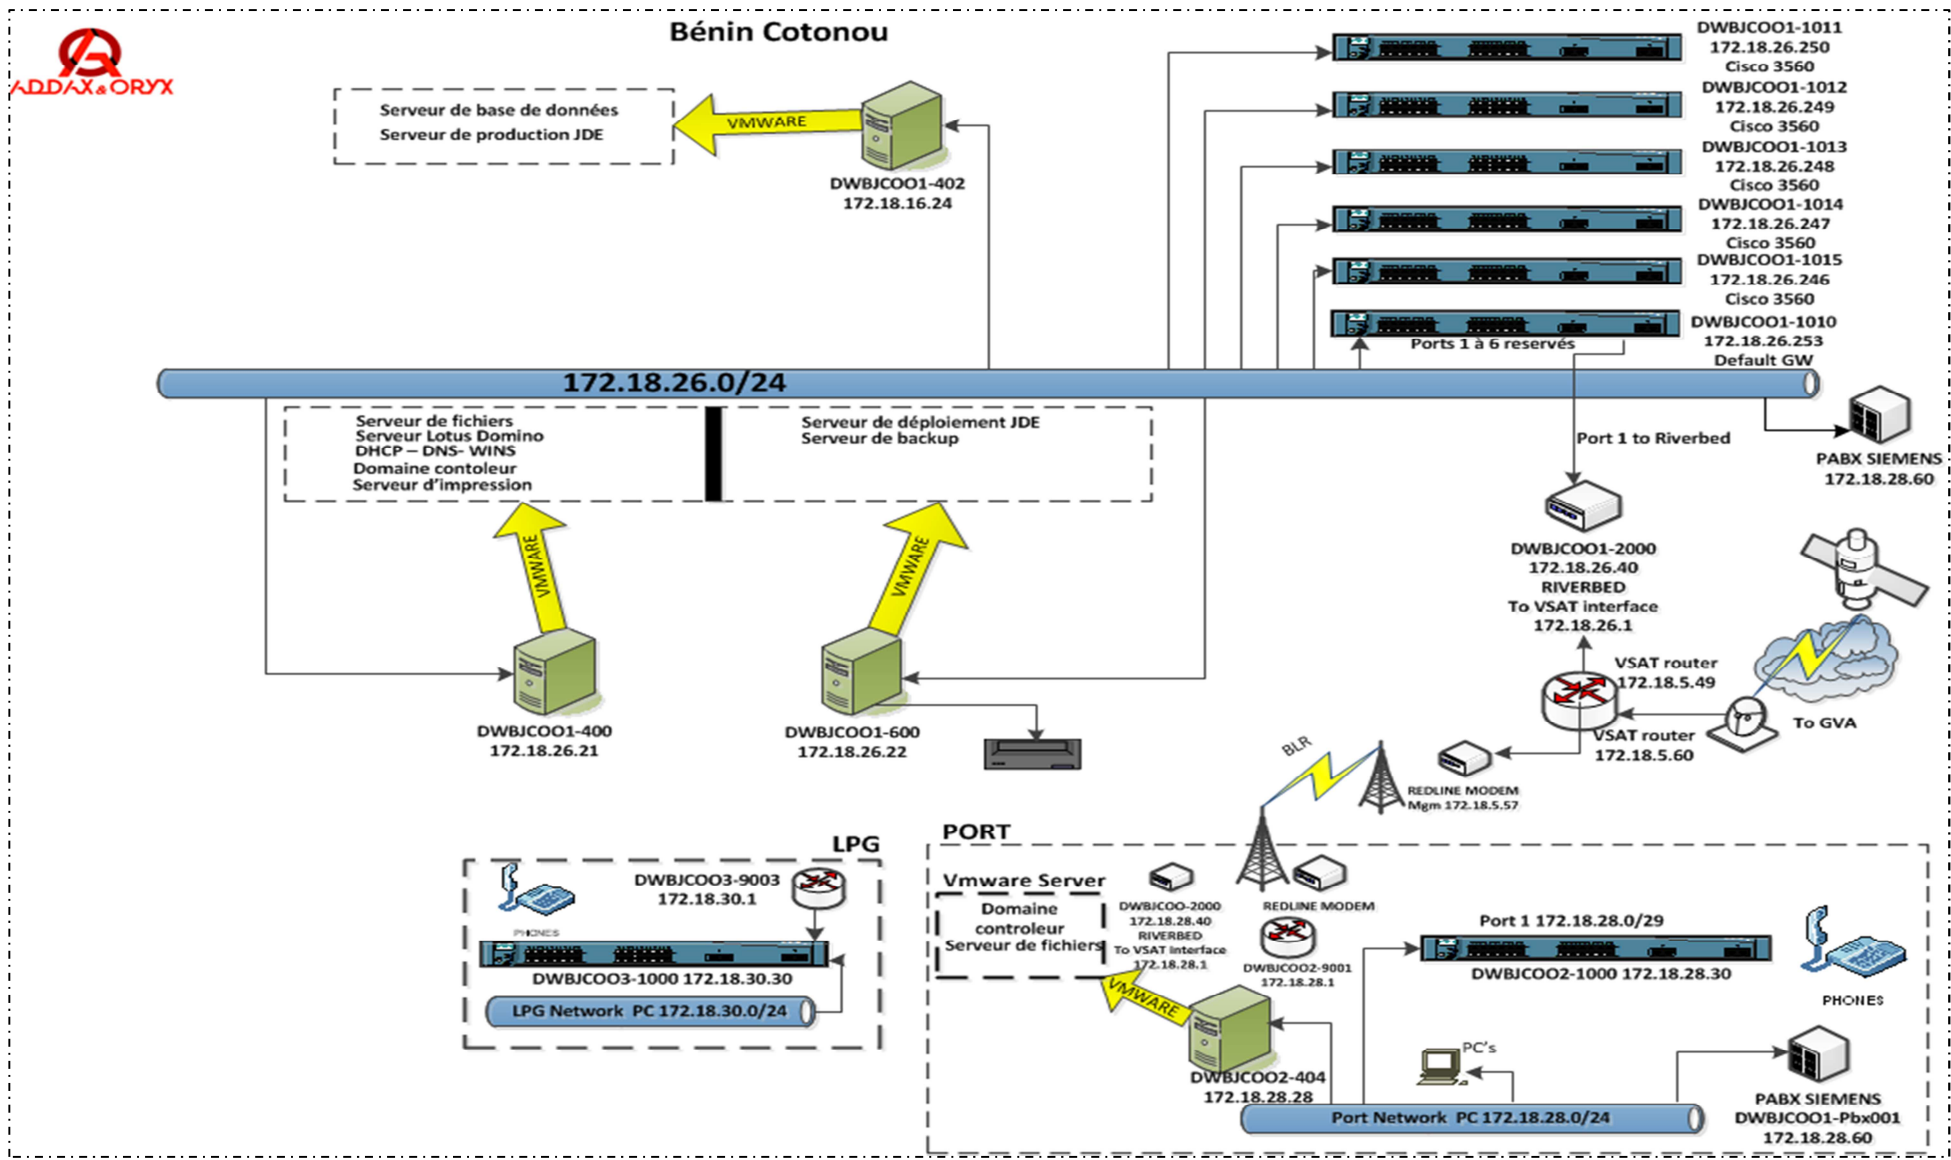 Bénin Cotonou
ADDAX&ORYX
Serveur de base de données
Serveur de production JDE
VMWARE
DWBJCOO1-402
172.18.16.24
DWBJCOO1-1011
172.18.26.250
Cisco 3560
DWBJCOO1-1012
172.18.26.249
Cisco 3560
DWBJCOO1-1013
172.18.26.248
Cisco 3560
DWBJCOO1-1014
172.18.26.247
Cisco 3560
DWBJCOO1-1015
172.18.26.246
Cisco 3560
DWBJCOO1-1010
172.18.26.253
Default GW
Ports 1 à 6 reservés
172.18.26.0/24
Serveur de fichiers
Serveur Lotus Domino
DHCP – DNS- WINS
Domaine contoleur
Serveur d'impression
Serveur de déploiement JDE
Serveur de backup
Port 1 to Riverbed
PABX SIEMENS
172.18.28.60
VMWARE
VMWARE
DWBJCOO1-2000
172.18.26.40
RIVERBED
To VSAT interface
172.18.26.1
VSAT router
172.18.5.49
To GVA
VSAT router
172.18.5.60
DWBJCOO1-400
172.18.26.21
DWBJCOO1-600
172.18.26.22
BLR
REDLINE MODEM
Mgm 172.18.5.57
LPG
DWBJCOO3-9003
172.18.30.1
PHONES
DWBJCOO3-1000 172.18.30.30
LPG Network PC 172.18.30.0/24
PORT
Vmware Server
Domaine
controleur
Serveur de fichiers
DWBJCOO-2000
172.18.28.40
RIVERBED
To VSAT Interface
172.18.28.1
REDLINE MODEM
DWBJCOO2-9001
172.18.28.1
Port 1 172.18.28.0/29
DWBJCOO2-1000 172.18.28.30
PHONES
VMWARE
DWBJCOO2-404
172.18.28.28
PC's
Port Network PC 172.18.28.0/24
PABX SIEMENS
DWBJCOO1-Pbx001
172.18.28.60